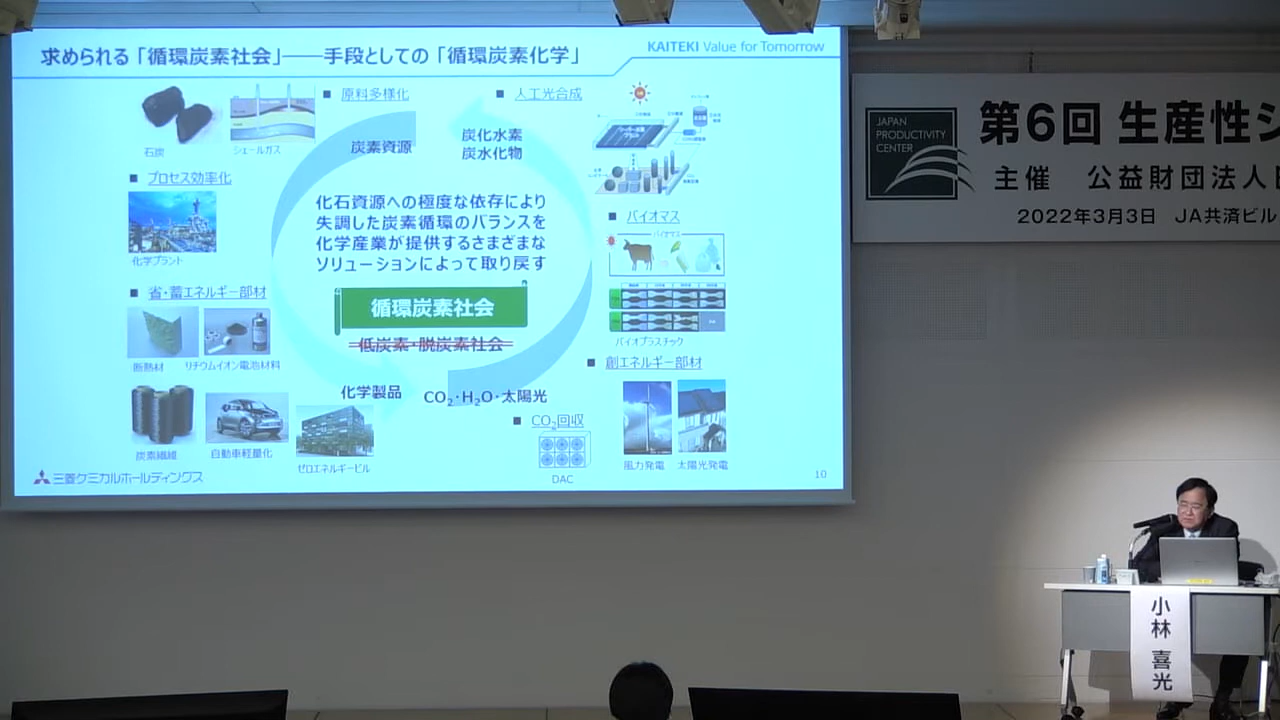 求められる「循環炭素社会」――手段としての「循環炭素化学」
KAITEKI Value for Tomorrow
■ 原料多様化
■ 人工光合成
石炭
シェールガス
炭素資源
炭化水素
炭水化物
■ プロセス効率化
化学プラント
化石資源への極度な依存により
失調した炭素循環のバランスを
化学産業が提供するさまざまな
ソリューションによって取り戻す
■ バイオマス
バイオマス
循環炭素社会
低炭素・脱炭素社会
■ 省・蓄エネルギー部材
断熱材
リチウムイオン電池材料
バイオプラスチック
■ 創エネルギー部材
化学製品
CO2・H2O・太陽光
■ CO2回収
DAC
炭素繊維
自動車軽量化
ゼロエネルギービル
風力発電
太陽光発電
三菱ケミカルホールディングス
10
JAPAN
PRODUCTIVITY
CENTER
第6回 生産性シ
主催 公益財団法人
2022年3月3日 JA共済ビル
小林 喜光